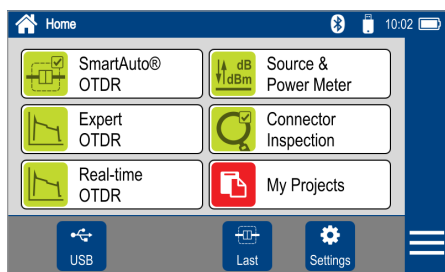 Home
10:02
SmartAuto®
OTDR
dB
dBm
Source &
Power Meter
Expert
OTDR
Connector
Inspection
Real-time
OTDR
My Projects
USB
Last
Settings